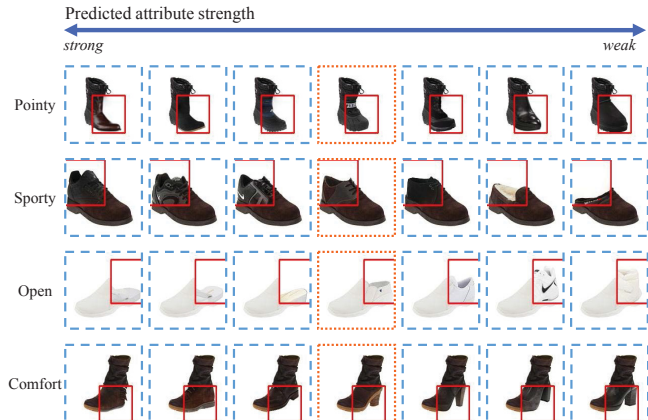 Predicted attribute strength
strong weak
Pointy
Sporty
Open
Comfort